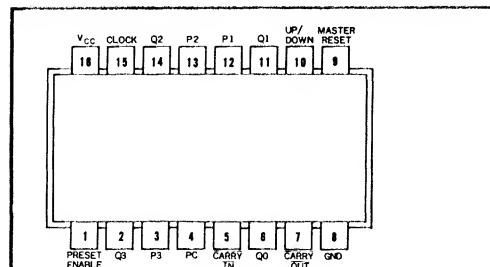 VCC CLOCK Q2 P2 P1 Q1 UP/DOWN MASTER RESET
16 15 14 13 12 11 10 9
1 2 3 4 5 6 7 8
PRESET ENABLE Q3 P3 PC CARRY IN Q0 CARRY OUT GND